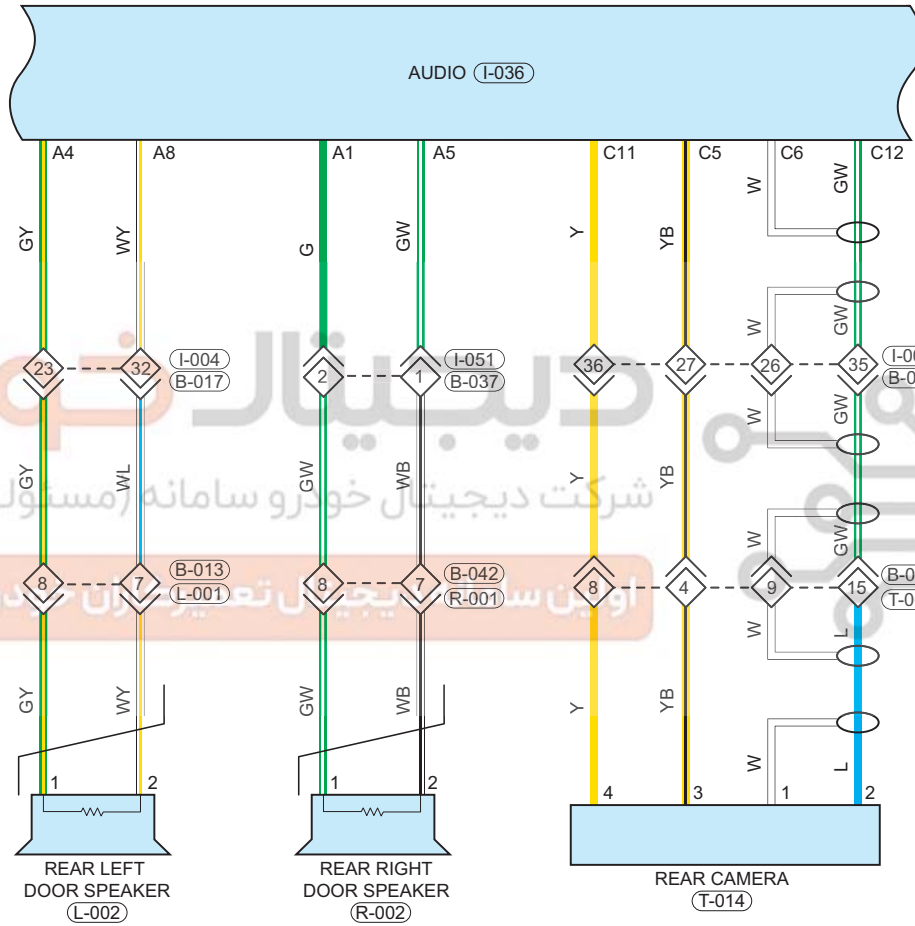 AUDIO I-036
A4 A8 A1 A5 C11 C5 C6 C12
GY WY G GW Y YB W GW
W GW
23 32 I-004 B-017
2 1 I-051 B-037
36 27 26 35
GY WL GW WB Y YB W GW
دیجیتال خودرو
شرکت دیجیتال خودرو سامانه (مسئول
W GW
8 7 B-013 L-001
8 7 B-042 R-001
8 4 9 15
اولین سامانه دیجیتال تعمیرکاران
GY WY GW WB Y YB W L
W L
1 2 1 2 4 3 1 2
REAR LEFT
DOOR SPEAKER
L-002
REAR RIGHT
DOOR SPEAKER
R-002
REAR CAMERA
T-014